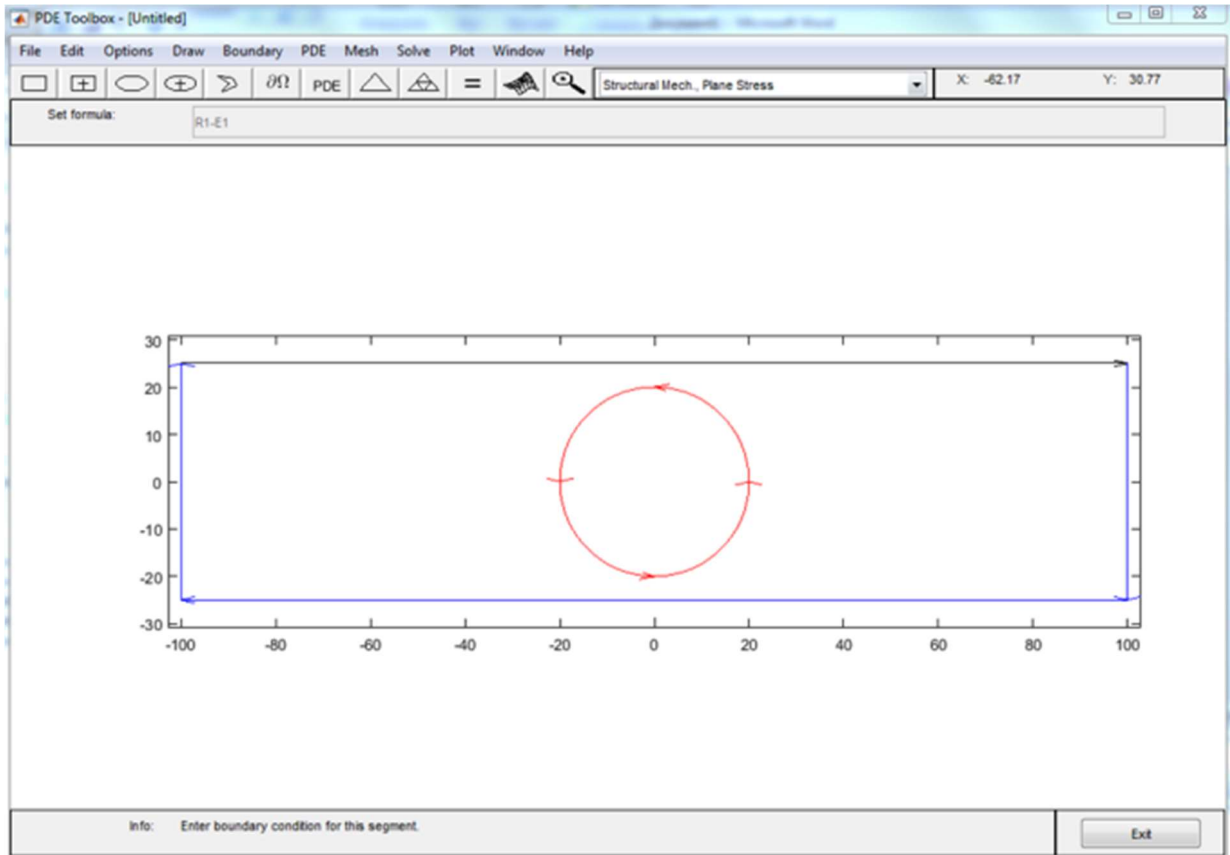 PDE Toolbox - [Untitled]
File Edit Options Draw Boundary PDE Mesh Solve Plot Window Help
∂Ω PDE = Structural Mech., Plane Stress X: -62.17 Y: 30.77
Set formula: R1-E1
30
20
10
0
-10
-20
-30
-100 -80 -60 -40 -20 0 20 40 60 80 100
Info: Enter boundary condition for this segment. Exit